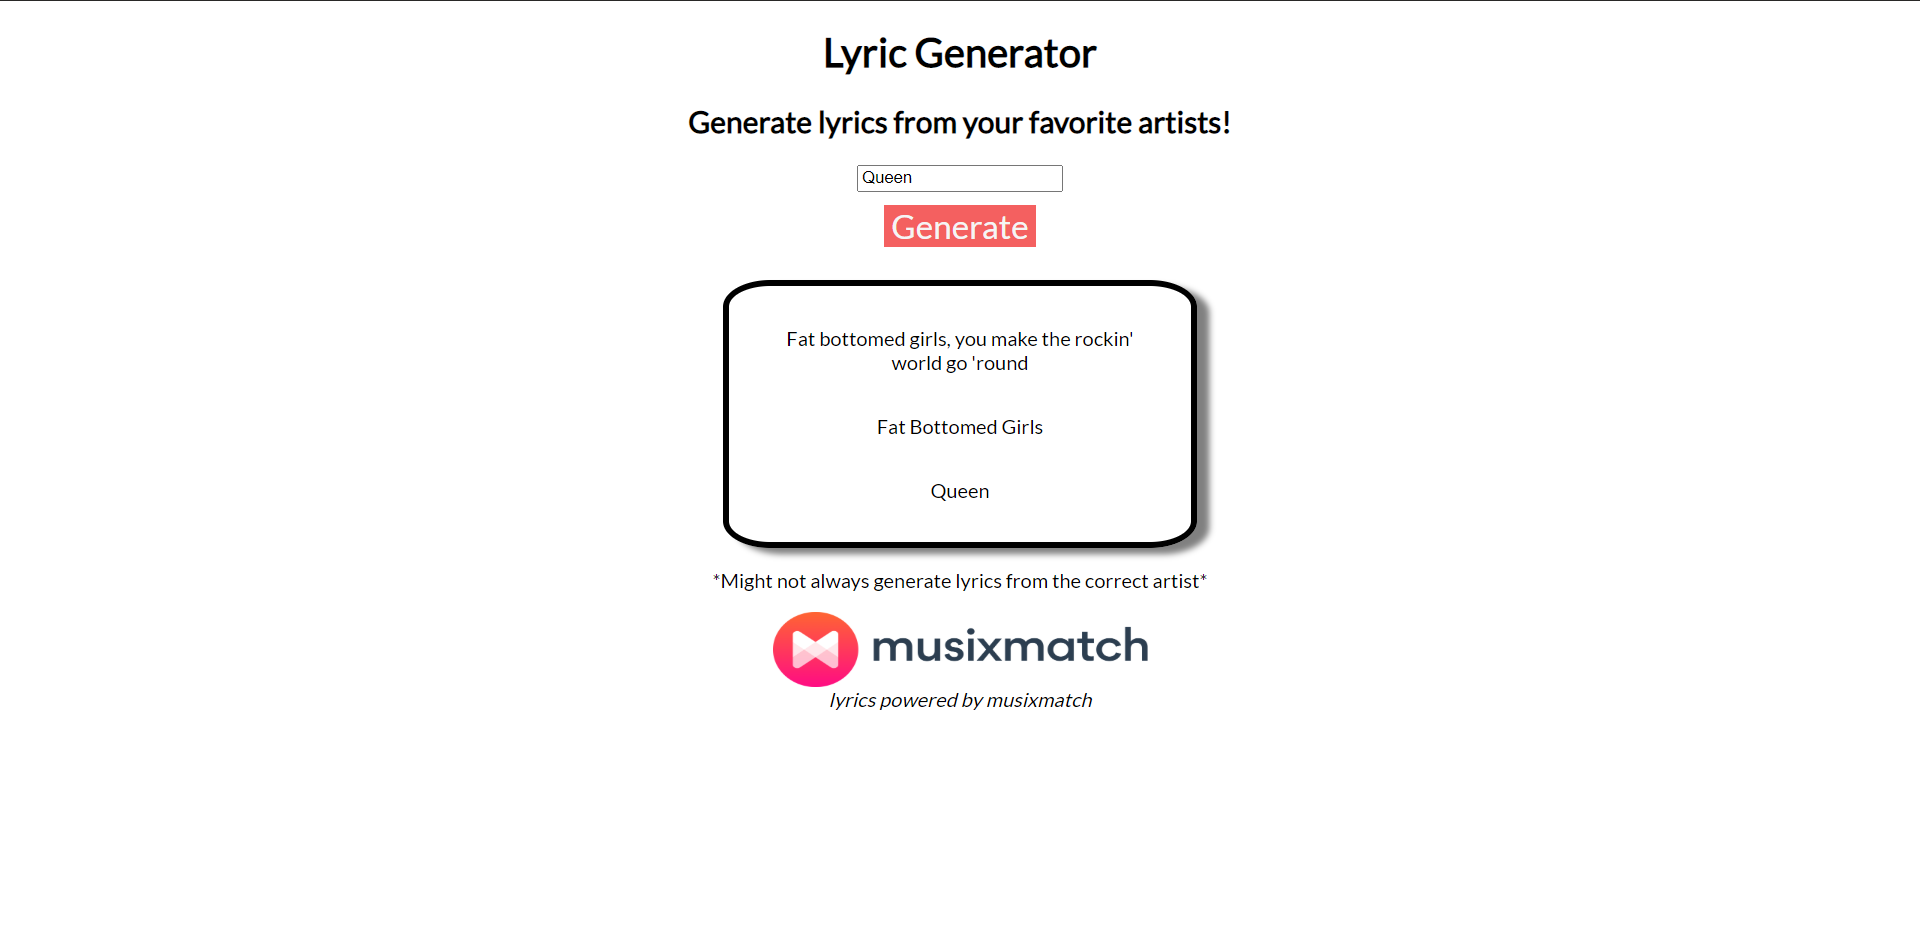 Lyric Generator
Generate lyrics from your favorite artists!
Queen
Generate
Fat bottomed girls, you make the rockin'
world go 'round
Fat Bottomed Girls
Queen
*Might not always generate lyrics from the correct artist*
musixmatch
lyrics powered by musixmatch